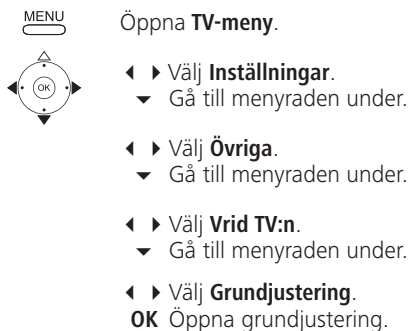 MENU Öppna TV-meny.
OK
Välj Inställningar.
Gå till menyraden under.
Välj Övriga.
Gå till menyraden under.
Välj Vrid TV:n.
Gå till menyraden under.
Välj Grundjustering.
OK Öppna grundjustering.